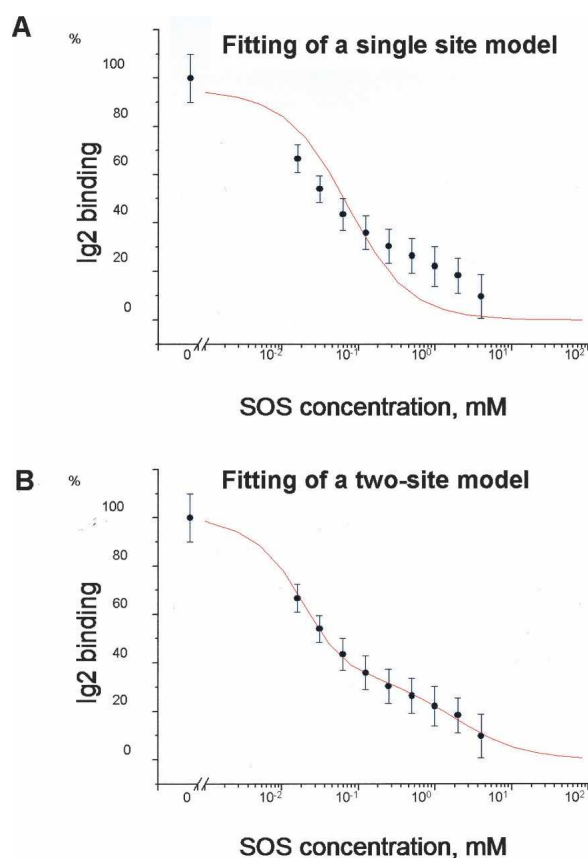 A
%
Fitting of a single site model
100
80
60
40
20
0
Ig2 binding
0 10-2 10-1 100 101 102
SOS concentration, mM
B
%
Fitting of a two-site model
100
80
60
40
20
0
Ig2 binding
0 10-2 10-1 100 101 102
SOS concentration, mM